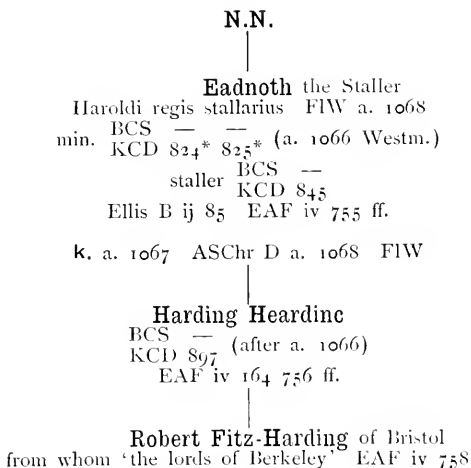 N.N.
Eadnoth the Staller
Haroldi regis stallarius FlW a. 1068
min. BCS — —
KCD 824* 825* (a. 1066 Westm.)
staller BCS —
KCD 845
Ellis B ij 85 EAF iv 755 ff.
k. a. 1067 ASChr D a. 1068 FlW
Harding Heardinc
BCS —
KCD 897 (after a. 1066)
EAF iv 164 756 ff.
Robert Fitz-Harding of Bristol
from whom 'the lords of Berkeley' EAF iv 758